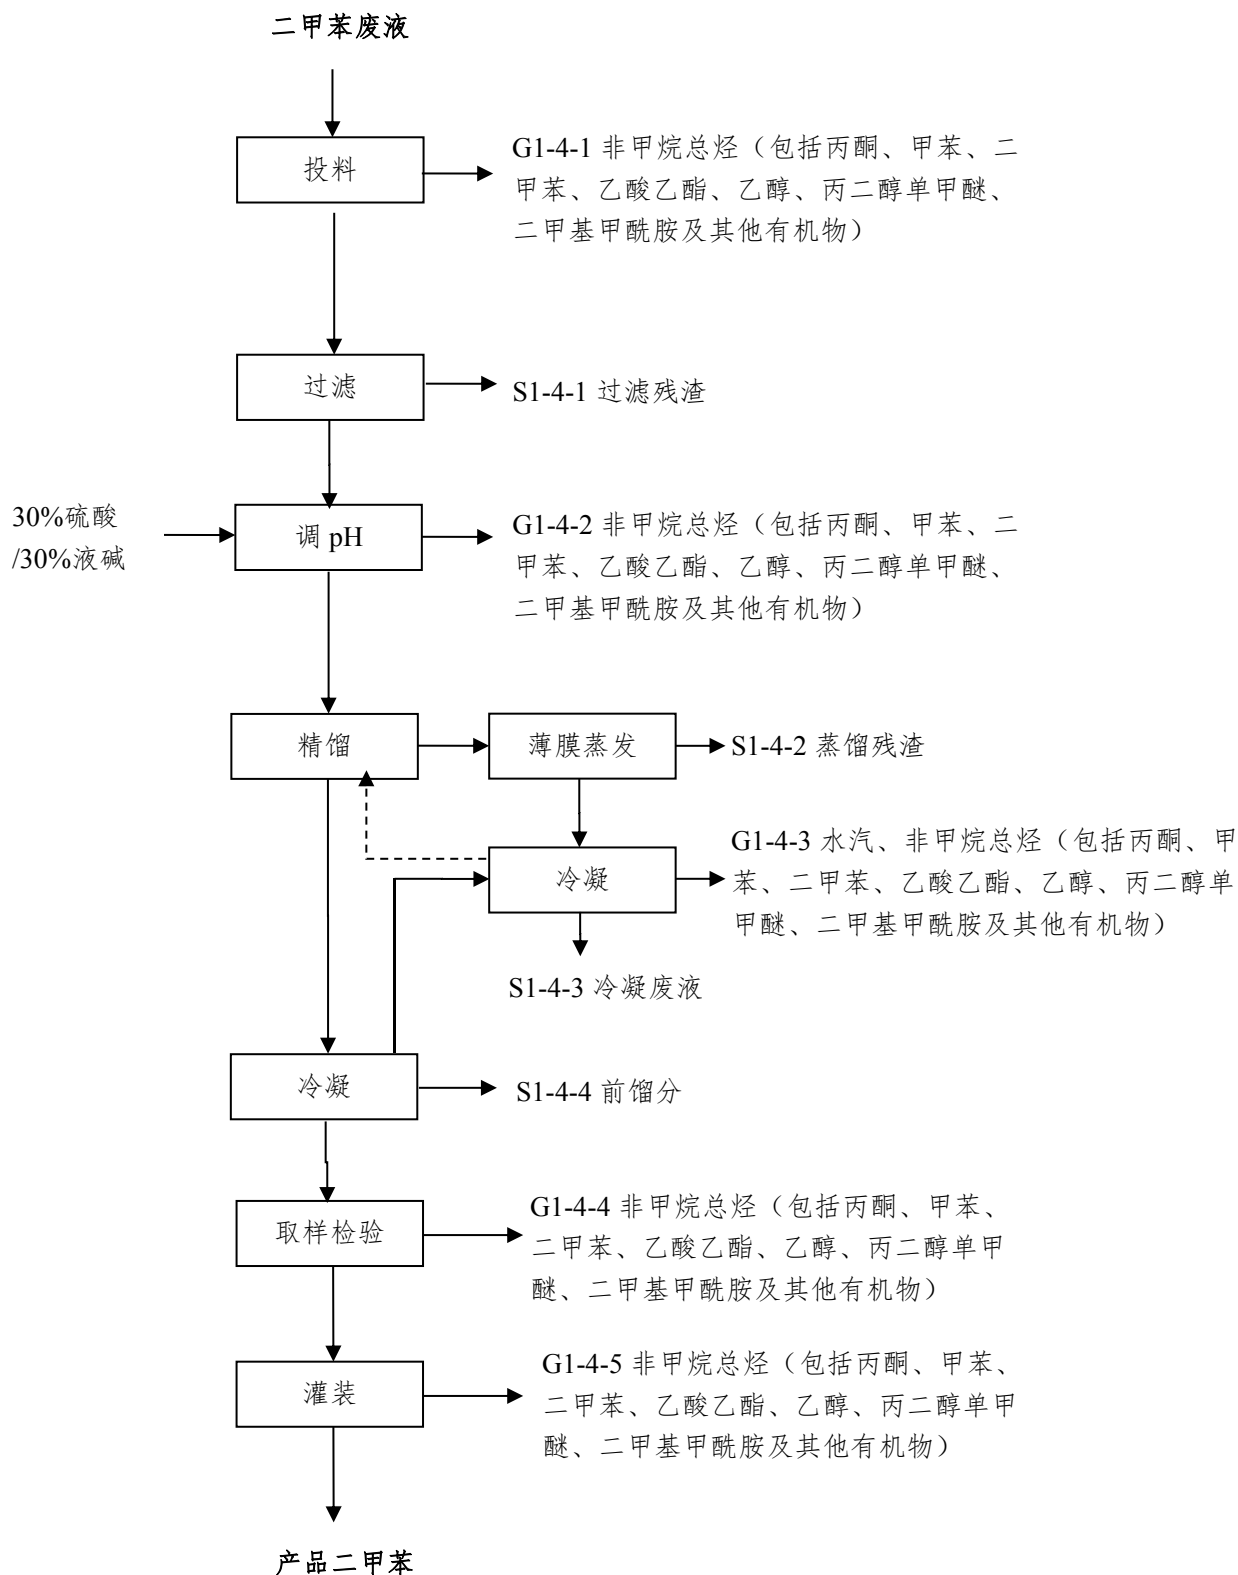 二甲苯废液
投料
G1-4-1 非甲烷总烃（包括丙酮、甲苯、二
甲苯、乙酸乙酯、乙醇、丙二醇单甲醚、
二甲基甲酰胺及其他有机物）
过滤
S1-4-1 过滤残渣
30%硫酸
/30%液碱
调 pH
G1-4-2 非甲烷总烃（包括丙酮、甲苯、二
甲苯、乙酸乙酯、乙醇、丙二醇单甲醚、
二甲基甲酰胺及其他有机物）
精馏
薄膜蒸发
S1-4-2 蒸馏残渣
冷凝
G1-4-3 水汽、非甲烷总烃（包括丙酮、甲
苯、二甲苯、乙酸乙酯、乙醇、丙二醇单
甲醚、二甲基甲酰胺及其他有机物）
S1-4-3 冷凝废液
冷凝
S1-4-4 前馏分
取样检验
G1-4-4 非甲烷总烃（包括丙酮、甲苯、
二甲苯、乙酸乙酯、乙醇、丙二醇单甲
醚、二甲基甲酰胺及其他有机物）
灌装
G1-4-5 非甲烷总烃（包括丙酮、甲苯、
二甲苯、乙酸乙酯、乙醇、丙二醇单甲
醚、二甲基甲酰胺及其他有机物）
产品二甲苯